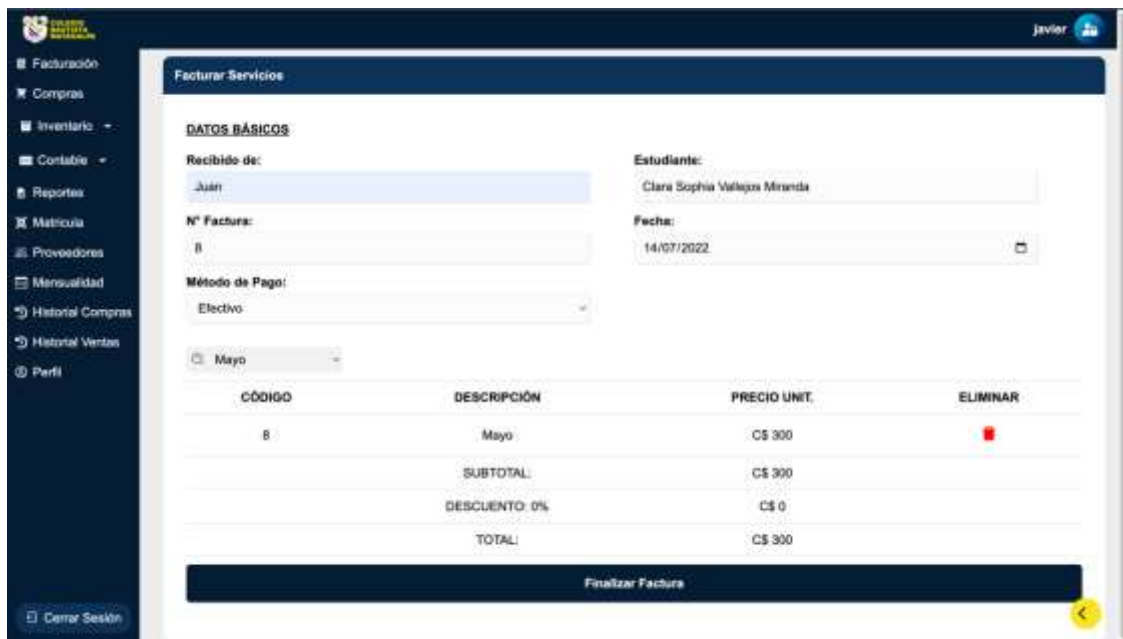 COLEGIO
BAUTISTA
javier
Facturación
Compras
Inventario
Contable
Reportes
Matricula
Proveedores
Mensualidad
Historial Compras
Historial Ventas
Perfil
Cerrar Sesión
Facturar Servicios
DATOS BÁSICOS
Recibido de:
Juan
Estudiante:
Clara Sophia Vallejos Miranda
N° Factura:
8
Fecha:
14/07/2022
Método de Pago:
Efectivo
Mayo
CÓDIGO DESCRIPCIÓN PRECIO UNIT. ELIMINAR
8 Mayo C$ 300
SUBTOTAL: C$ 300
DESCUENTO: 0% C$ 0
TOTAL: C$ 300
Finalizar Factura